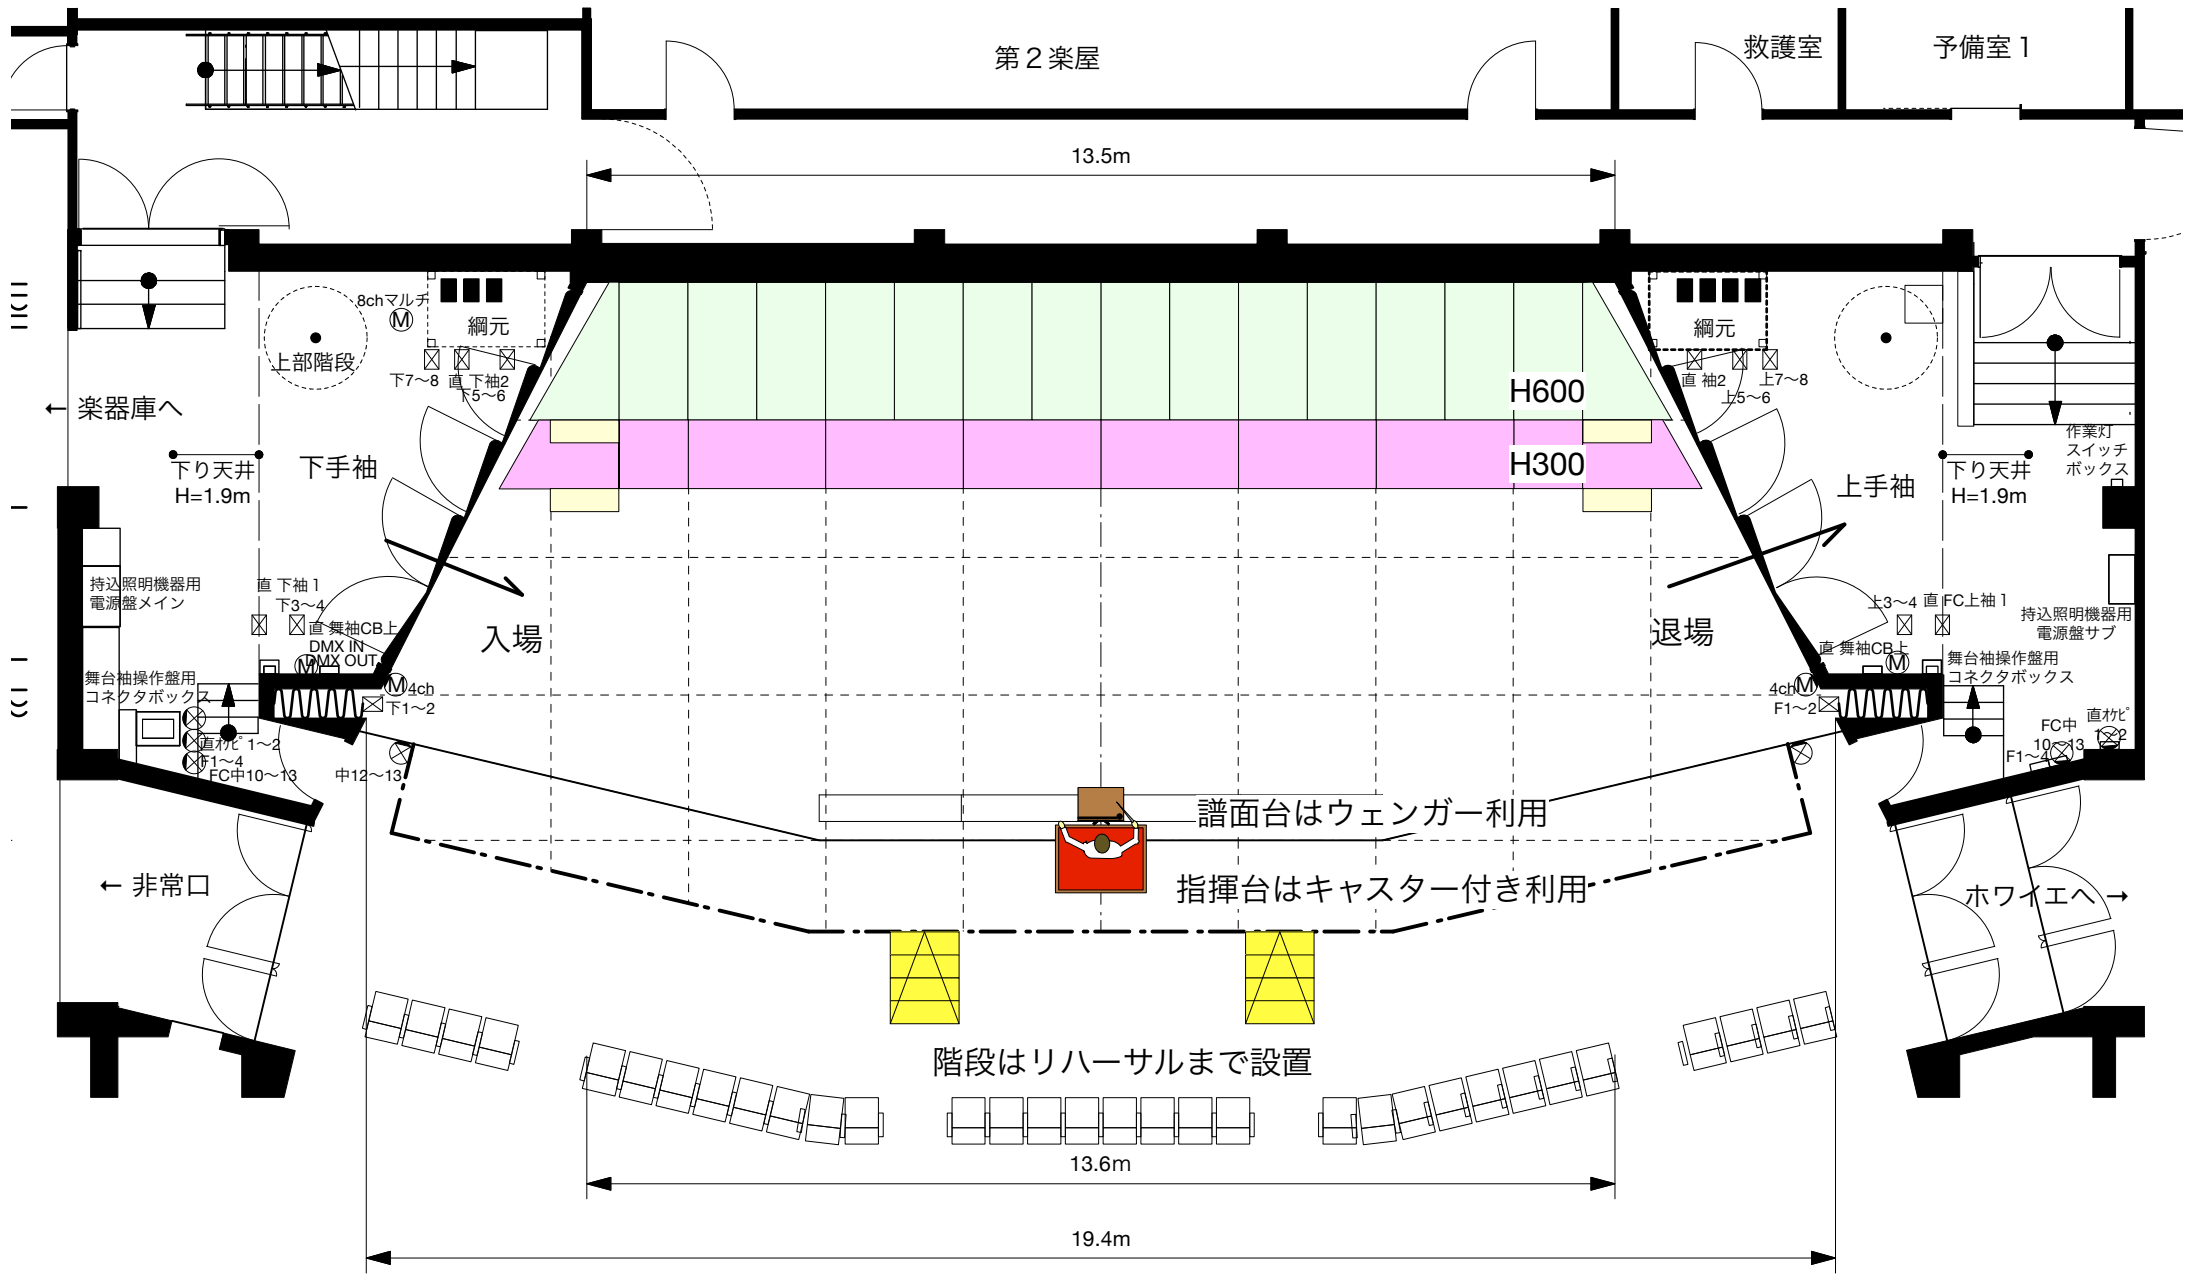 第２楽屋
救護室
予備室１
13.5m
8chマルチ
M
綱元
上部階段
下7〜8
直 下袖2
下5〜6
綱元
直 袖2
上7〜8
上5〜6
H600
H300
← 楽器庫へ
下り天井
H=1.9m
下手袖
作業灯
スイッチ
ボックス
下り天井
H=1.9m
上手袖
持込照明機器用
電源盤メイン
直 下袖１
下3〜4
直 舞袖CB上
DMX IN
DMX OUT
M
舞台袖操作盤用
コネクタボックス
M
4ch
下1〜2
入場
退場
上3〜4
直 FC上袖１
持込照明機器用
電源盤サブ
直 舞袖CB上
M
舞台袖操作盤用
コネクタボックス
4ch
M
F1〜2
直ｵｹﾋﾟ 1〜2
F1〜4
FC中10〜13
中12〜13
FC中
10〜13
直ｵｹﾋﾟ
1〜2
F1〜4
譜面台はウェンガー利用
指揮台はキャスター付き利用
← 非常口
ホワイエへ →
階段はリハーサルまで設置
13.6m
19.4m